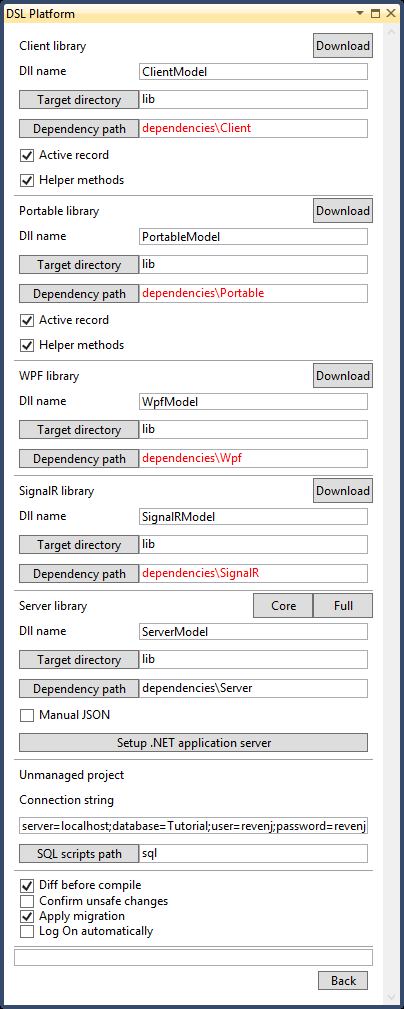 DSL Platform
Client library Download
Dll name ClientModel
Target directory lib
Dependency path dependencies\Client
Active record
Helper methods
Portable library Download
Dll name PortableModel
Target directory lib
Dependency path dependencies\Portable
Active record
Helper methods
WPF library Download
Dll name WpfModel
Target directory lib
Dependency path dependencies\Wpf
SignalR library Download
Dll name SignalRModel
Target directory lib
Dependency path dependencies\SignalR
Server library Core Full
Dll name ServerModel
Target directory lib
Dependency path dependencies\Server
Manual JSON
Setup .NET application server
Unmanaged project
Connection string
server=localhost;database=Tutorial;user=revenj;password=revenj
SQL scripts path sql
Diff before compile
Confirm unsafe changes
Apply migration
Log On automatically
Back